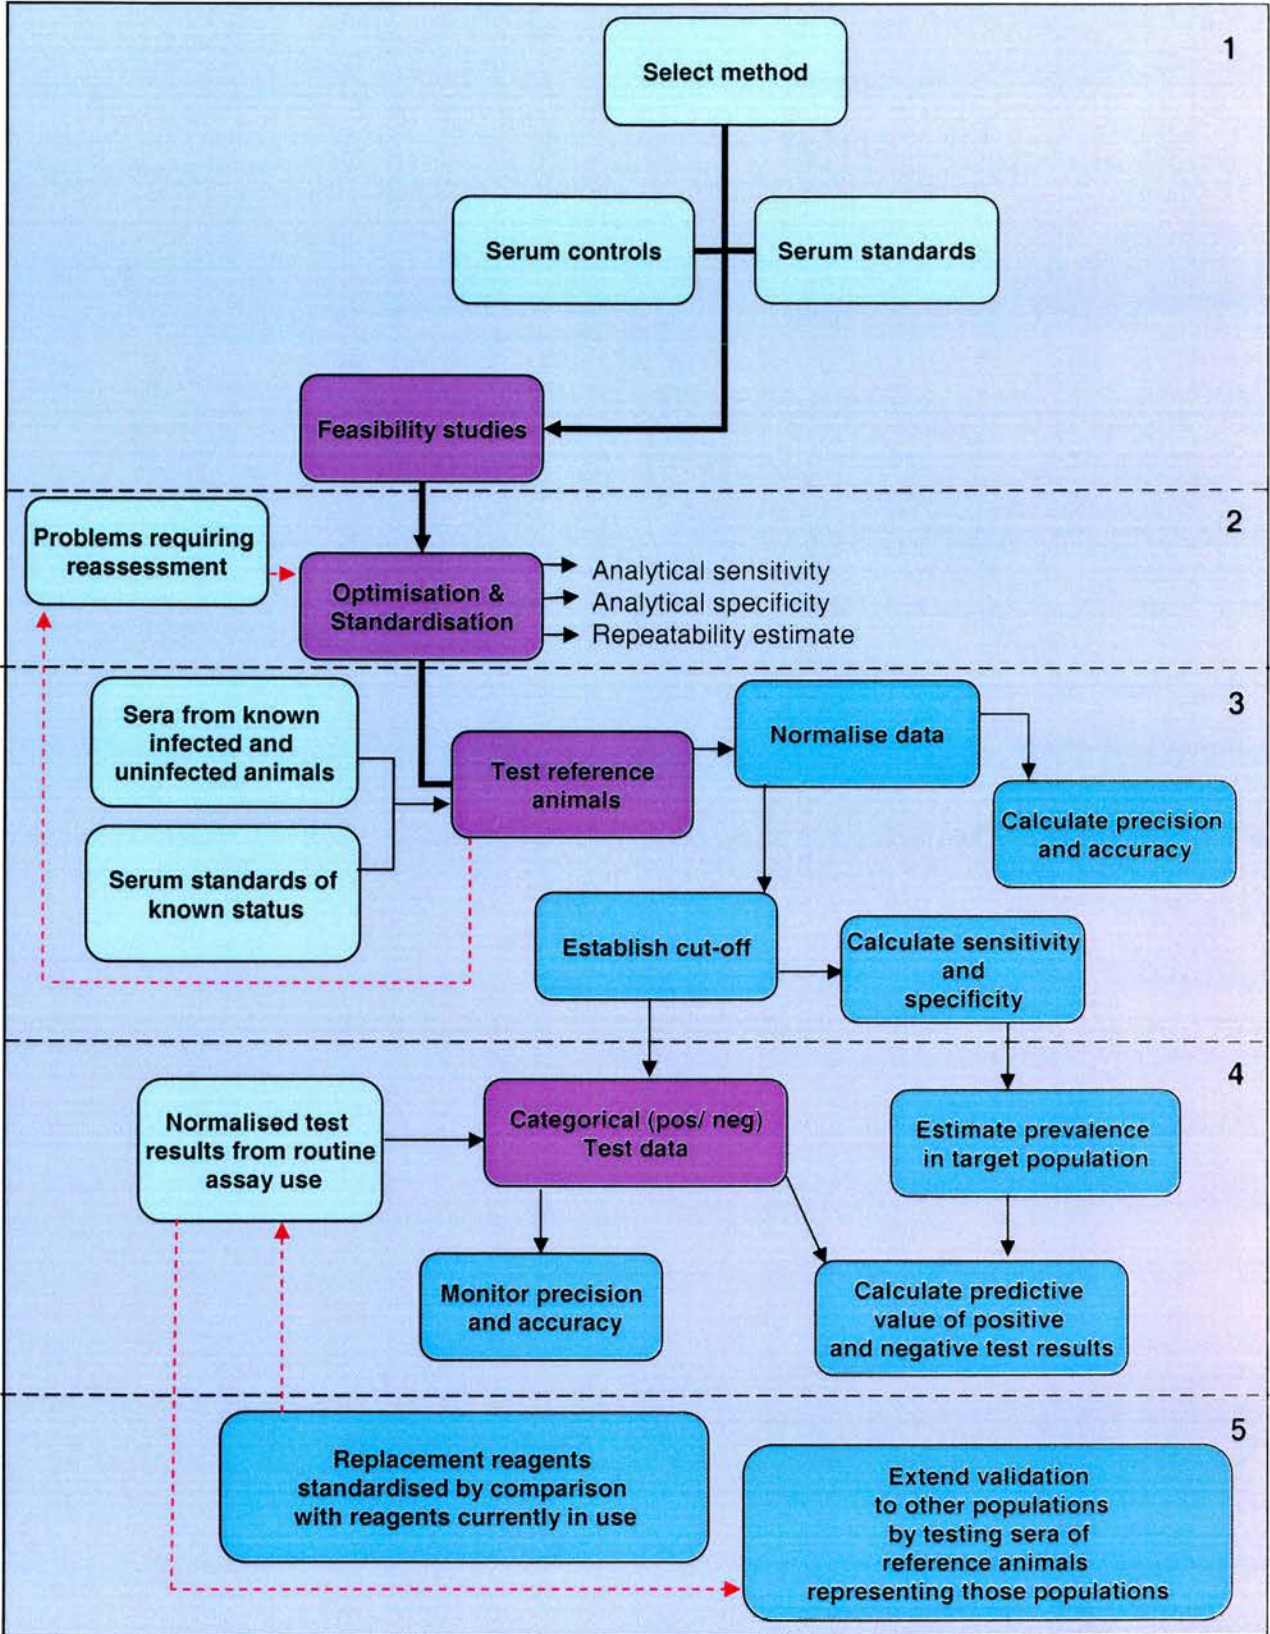 1
Select method
Serum controls
Serum standards
Feasibility studies
2
Problems requiring
reassessment
Optimisation &
Standardisation
Analytical sensitivity
Analytical specificity
Repeatability estimate
3
Sera from known
infected and
uninfected animals
Test reference
animals
Normalise data
Calculate precision
and accuracy
Serum standards of
known status
Establish cut-off
Calculate sensitivity
and
specificity
4
Normalised test
results from routine
assay use
Categorical (pos/ neg)
Test data
Estimate prevalence
in target population
Monitor precision
and accuracy
Calculate predictive
value of positive
and negative test results
5
Replacement reagents
standardised by comparison
with reagents currently in use
Extend validation
to other populations
by testing sera of
reference animals
representing those populations